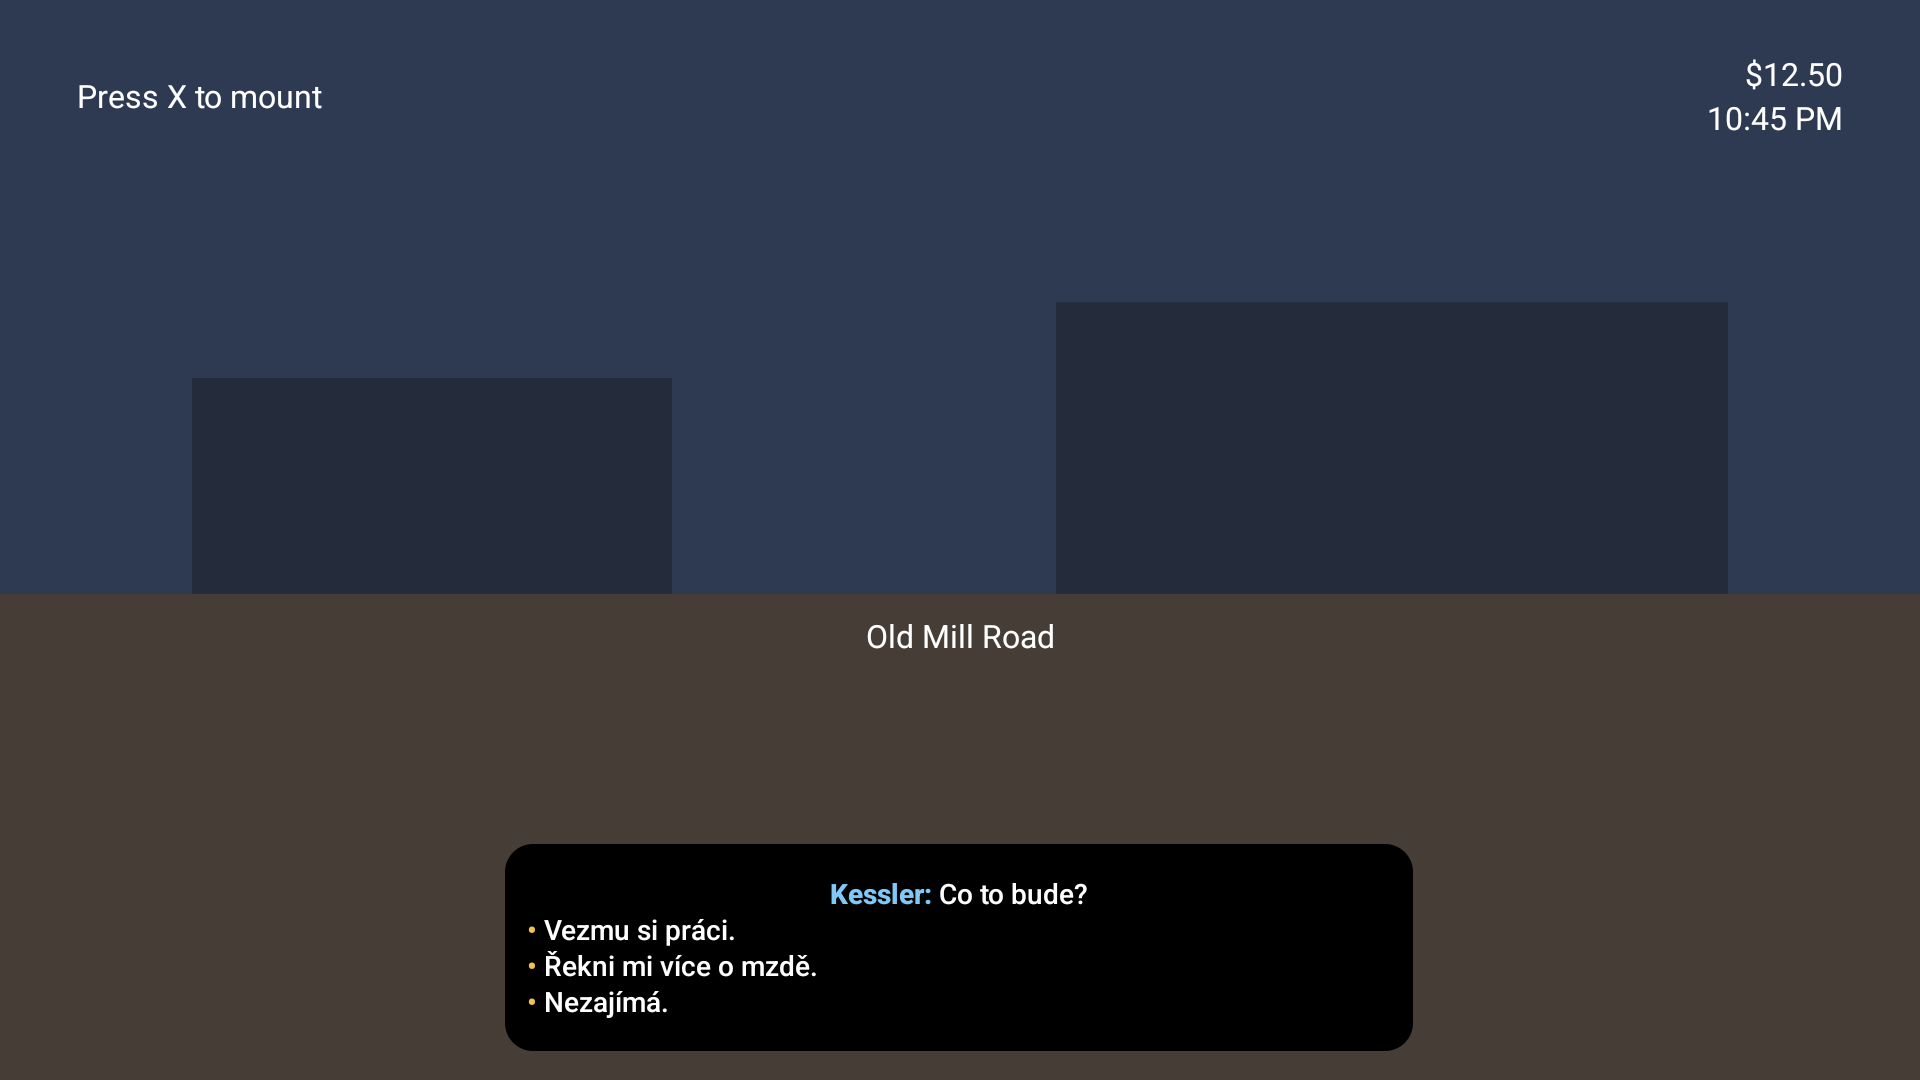 Press X to mount
$12.50
10:45 PM
Old Mill Road
Kessler: Co to bude?
• Vezmu si práci.
• Řekni mi více o mzdě.
• Nezajímá.